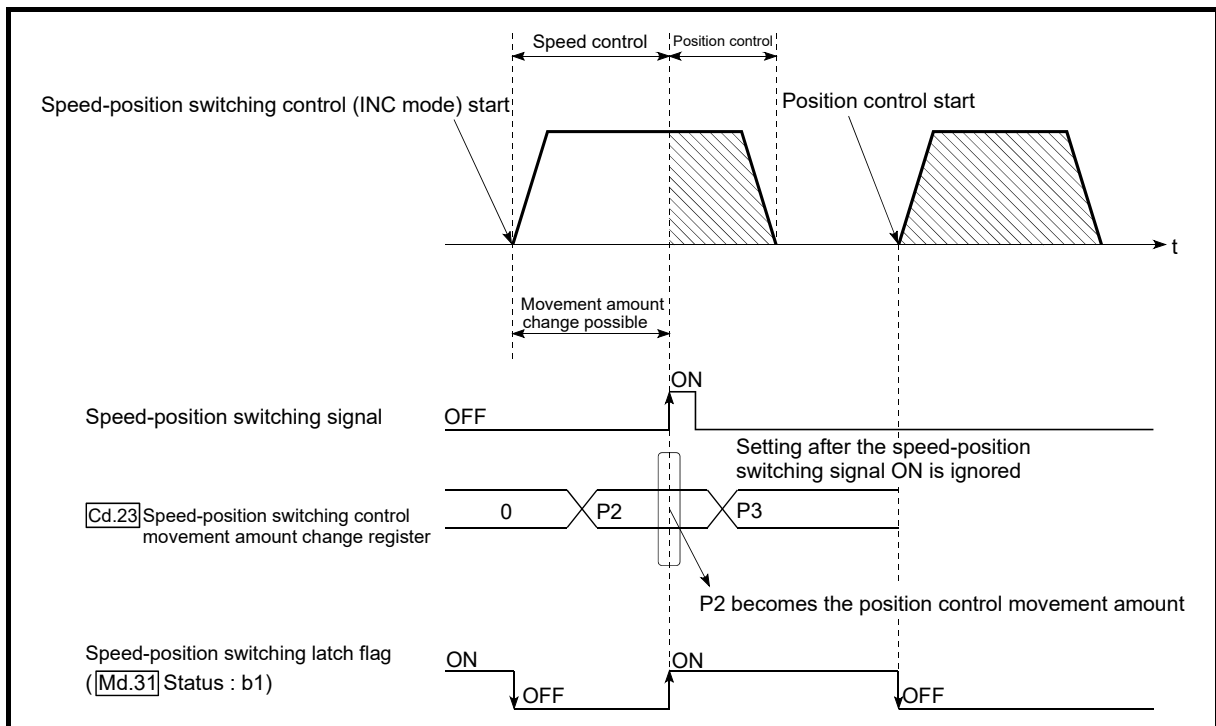 Speed control
Position control
Speed-position switching control (INC mode) start
Position control start
t
Movement amount
change possible
ON
Speed-position switching signal
OFF
Setting after the speed-position
switching signal ON is ignored
Cd.23 Speed-position switching control
movement amount change register
0
P2
P3
P2 becomes the position control movement amount
Speed-position switching latch flag
( Md.31 Status : b1)
ON
OFF
ON
OFF